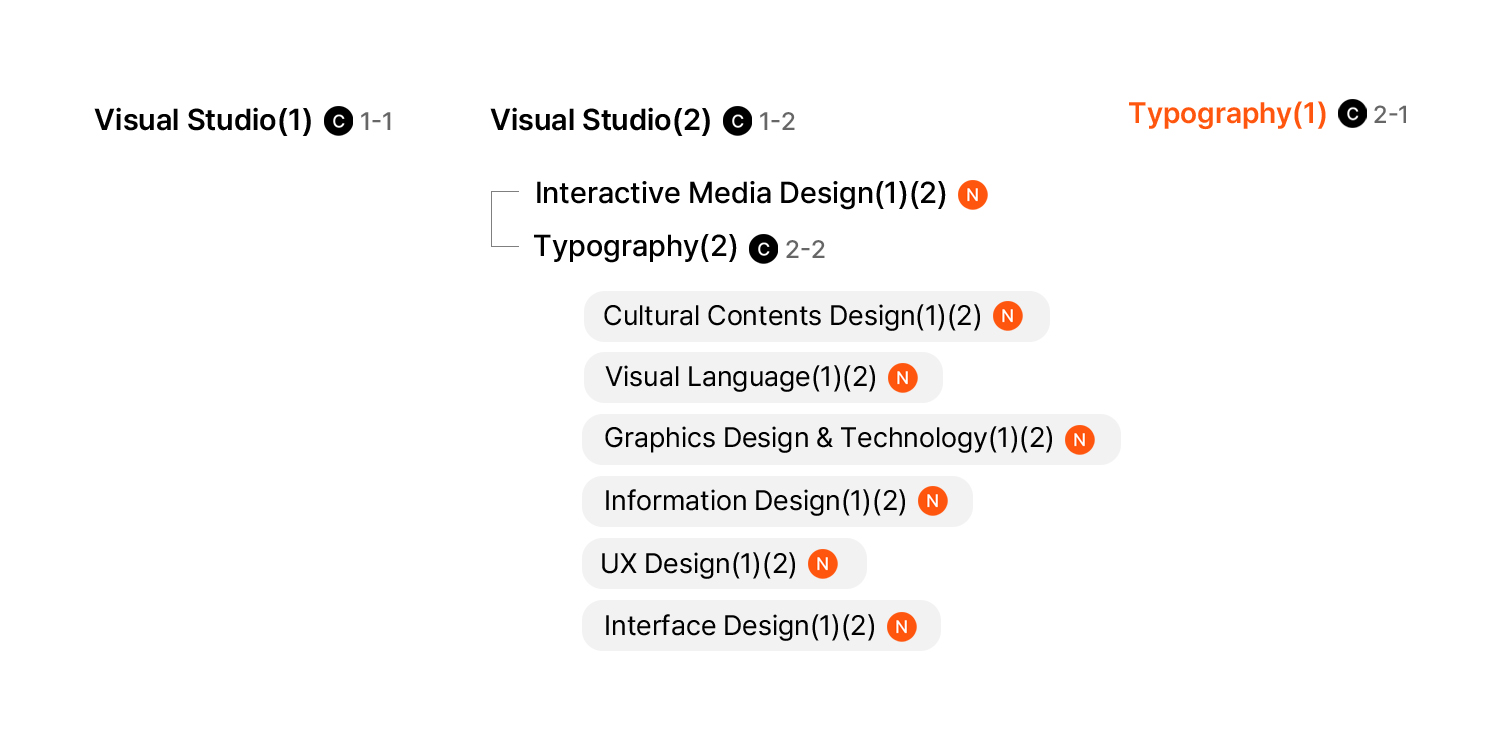 Visual Studio(1) C 1-1
Visual Studio(2) C 1-2
Typography(1) C 2-1
Interactive Media Design(1)(2) N
Typography(2) C 2-2
Cultural Contents Design(1)(2) N
Visual Language(1)(2) N
Graphics Design & Technology(1)(2) N
Information Design(1)(2) N
UX Design(1)(2) N
Interface Design(1)(2) N